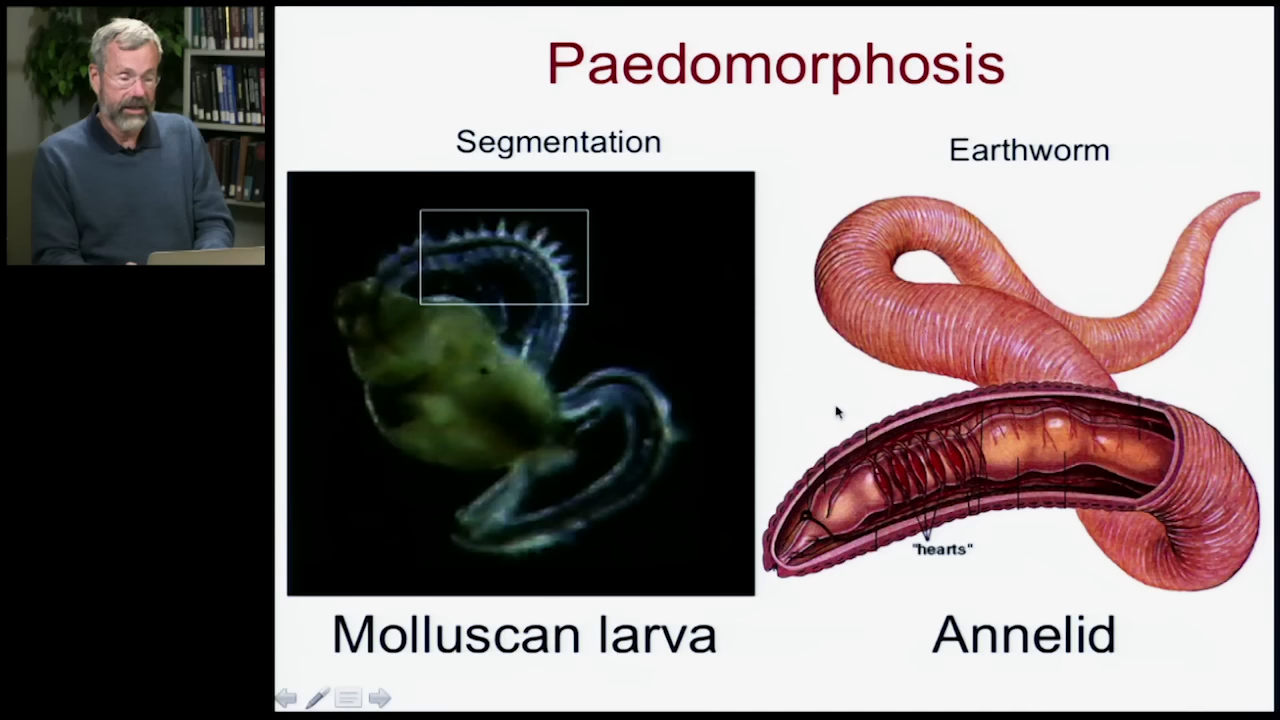 Paedomorphosis
Segmentation
Earthworm
"hearts"
Molluscan larva
Annelid